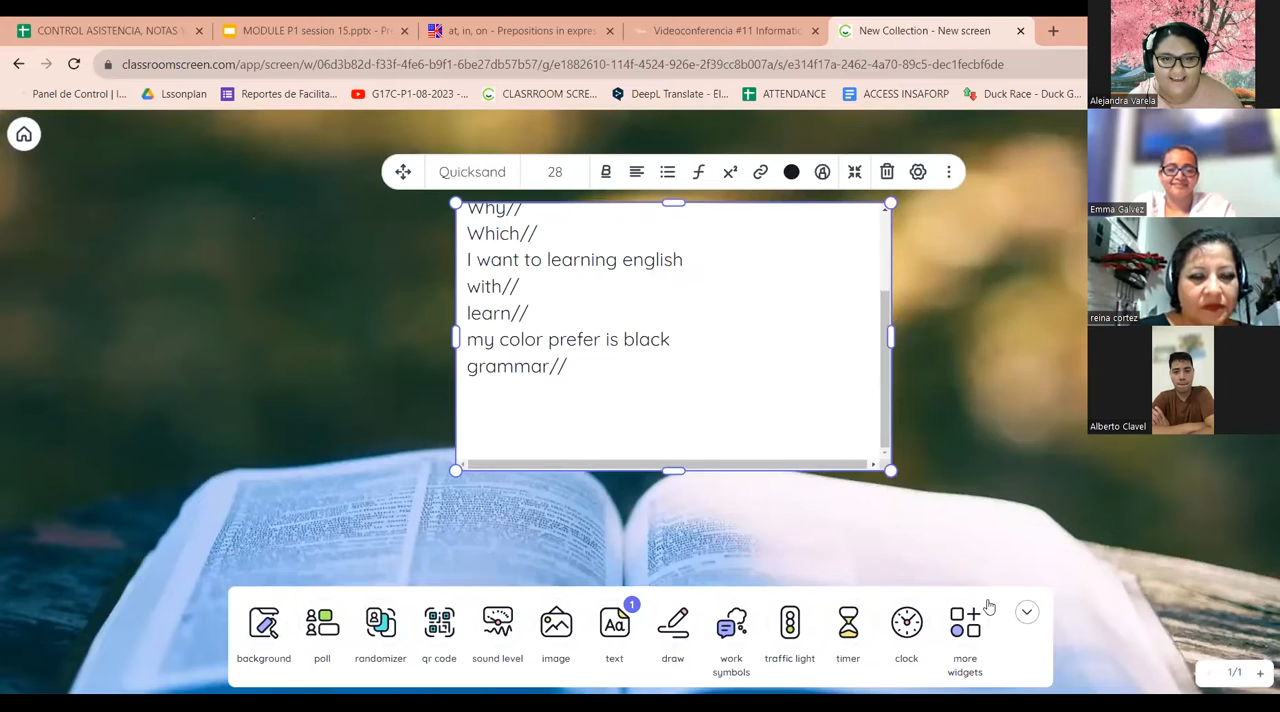 CONTROL ASISTENCIA, NOTAS
MODULE P1 session 15.pptx - Pr
at, in, on - Prepositions in expres
Videoconferencia #11 Informatic
New Collection - New screen
classroomscreen.com/app/screen/w/06d3b82d-f33f-4fe6-b9f1-6be27db57b57/g/e1882610-114f-4524-926e-2f39cc8b007a/s/e314f17a-2462-4a70-89c5-dec1fecbf6de
Panel de Control | I...
Lssonplan
Reportes de Facilita...
G17C-P1-08-2023 -...
CLASSROOM SCRE...
DeepL Translate - El...
ATTENDANCE
ACCESS INSAFORP
Duck Race - Duck G...
Alejandra Varela
Emma Galvez
reina cortez
Alberto Clavel
Quicksand
28
Why//
Which//
I want to learning english
with//
learn//
my color prefer is black
grammar//
1
background
poll
randomizer
qr code
sound level
image
text
draw
work symbols
traffic light
timer
clock
more widgets
1/1